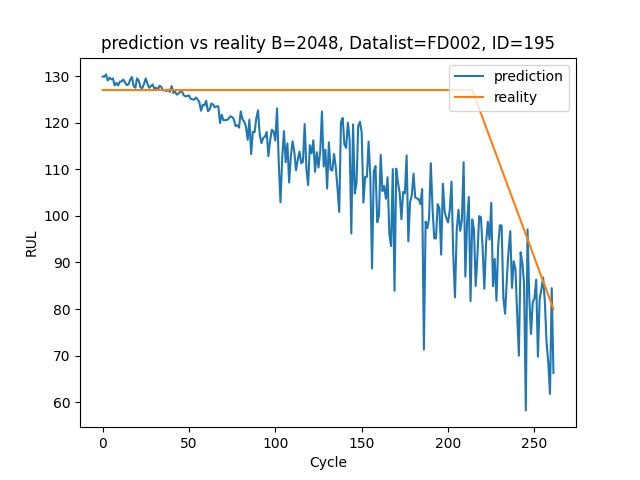 prediction vs reality B=2048, Datalist=FD002, ID=195
prediction
reality
130
120
110
100
90
80
70
60
RUL
0 50 100 150 200 250
Cycle